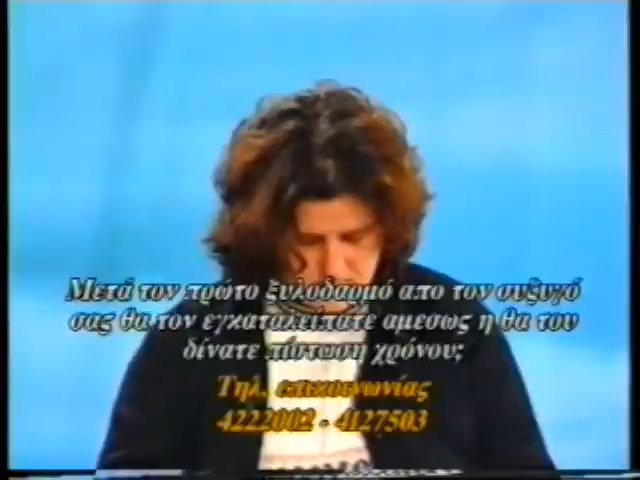 Μετά τον πρώτο ξυλοδαρμό απο τον συζυγό
σας θα τον εγκαταλείπατε αμεσως η θα του
δίνατε πίστωση χρόνου;
Τηλ. επικοινωνίας
4222002 - 4127503